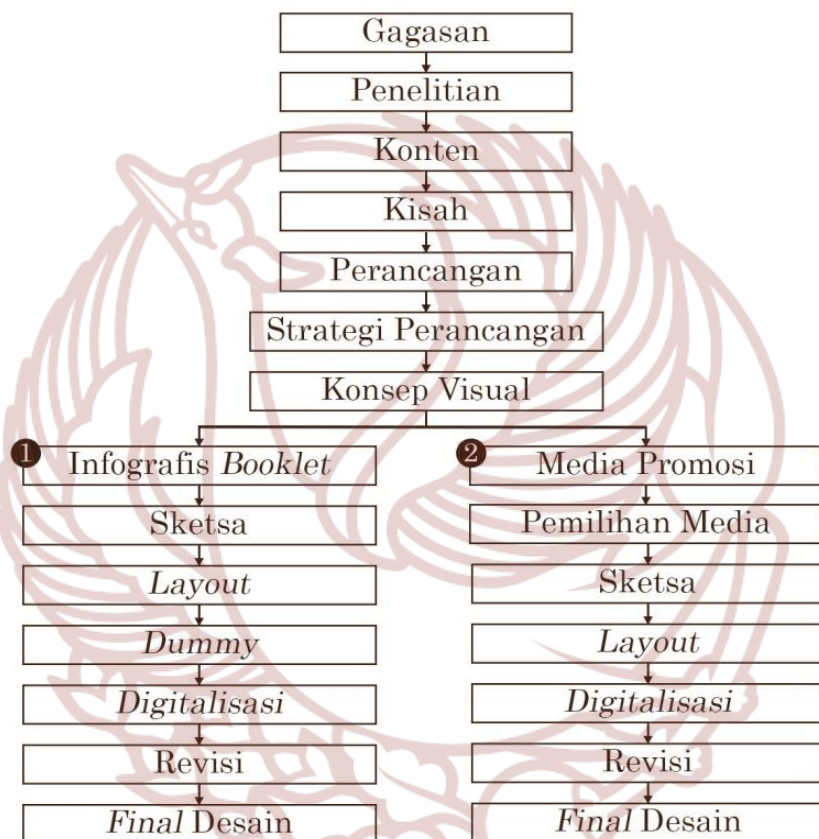 Gagasan
Penelitian
Konten
Kisah
Perancangan
Strategi Perancangan
Konsep Visual
1
Infografis Booklet
Sketsa
Layout
Dummy
Digitalisasi
Revisi
Final Desain
2
Media Promosi
Pemilihan Media
Sketsa
Layout
Digitalisasi
Revisi
Final Desain